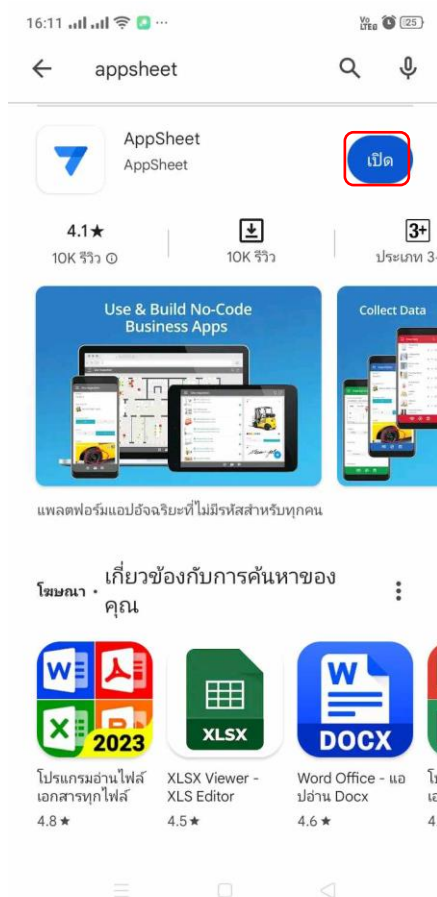 16:11
Vo
LTEG
25
appsheet
AppSheet
AppSheet
เปิด
4.1★
10K รีวิว
10K รีวิว
3+
ประเภท 3+
Use & Build No-Code
Business Apps
Collect Data
แพลตฟอร์มแอปอัจฉริยะที่ไม่มีรหัสสำหรับทุกคน
โฆษณา · เกี่ยวข้องกับการค้นหาของ
คุณ
W
X
2023
XLSX
W
DOCX
โปรแกรมอ่านไฟล์
เอกสารทุกไฟล์
4.8★
XLSX Viewer -
XLS Editor
4.5★
Word Office - แอ
ปอ่าน Docx
4.6★